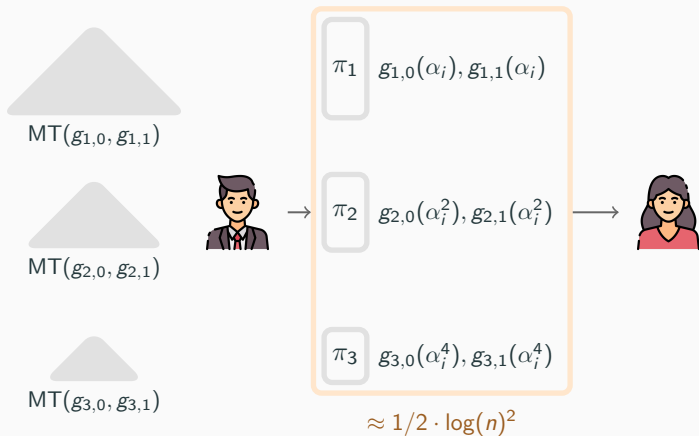 π₁ g₁,₀(αᵢ), g₁,₁(αᵢ)
MT(g₁,₀, g₁,₁)
π₂ g₂,₀(αᵢ²), g₂,₁(αᵢ²)
MT(g₂,₀, g₂,₁)
π₃ g₃,₀(αᵢ⁴), g₃,₁(αᵢ⁴)
MT(g₃,₀, g₃,₁)
≈ 1/2 · log(n)²